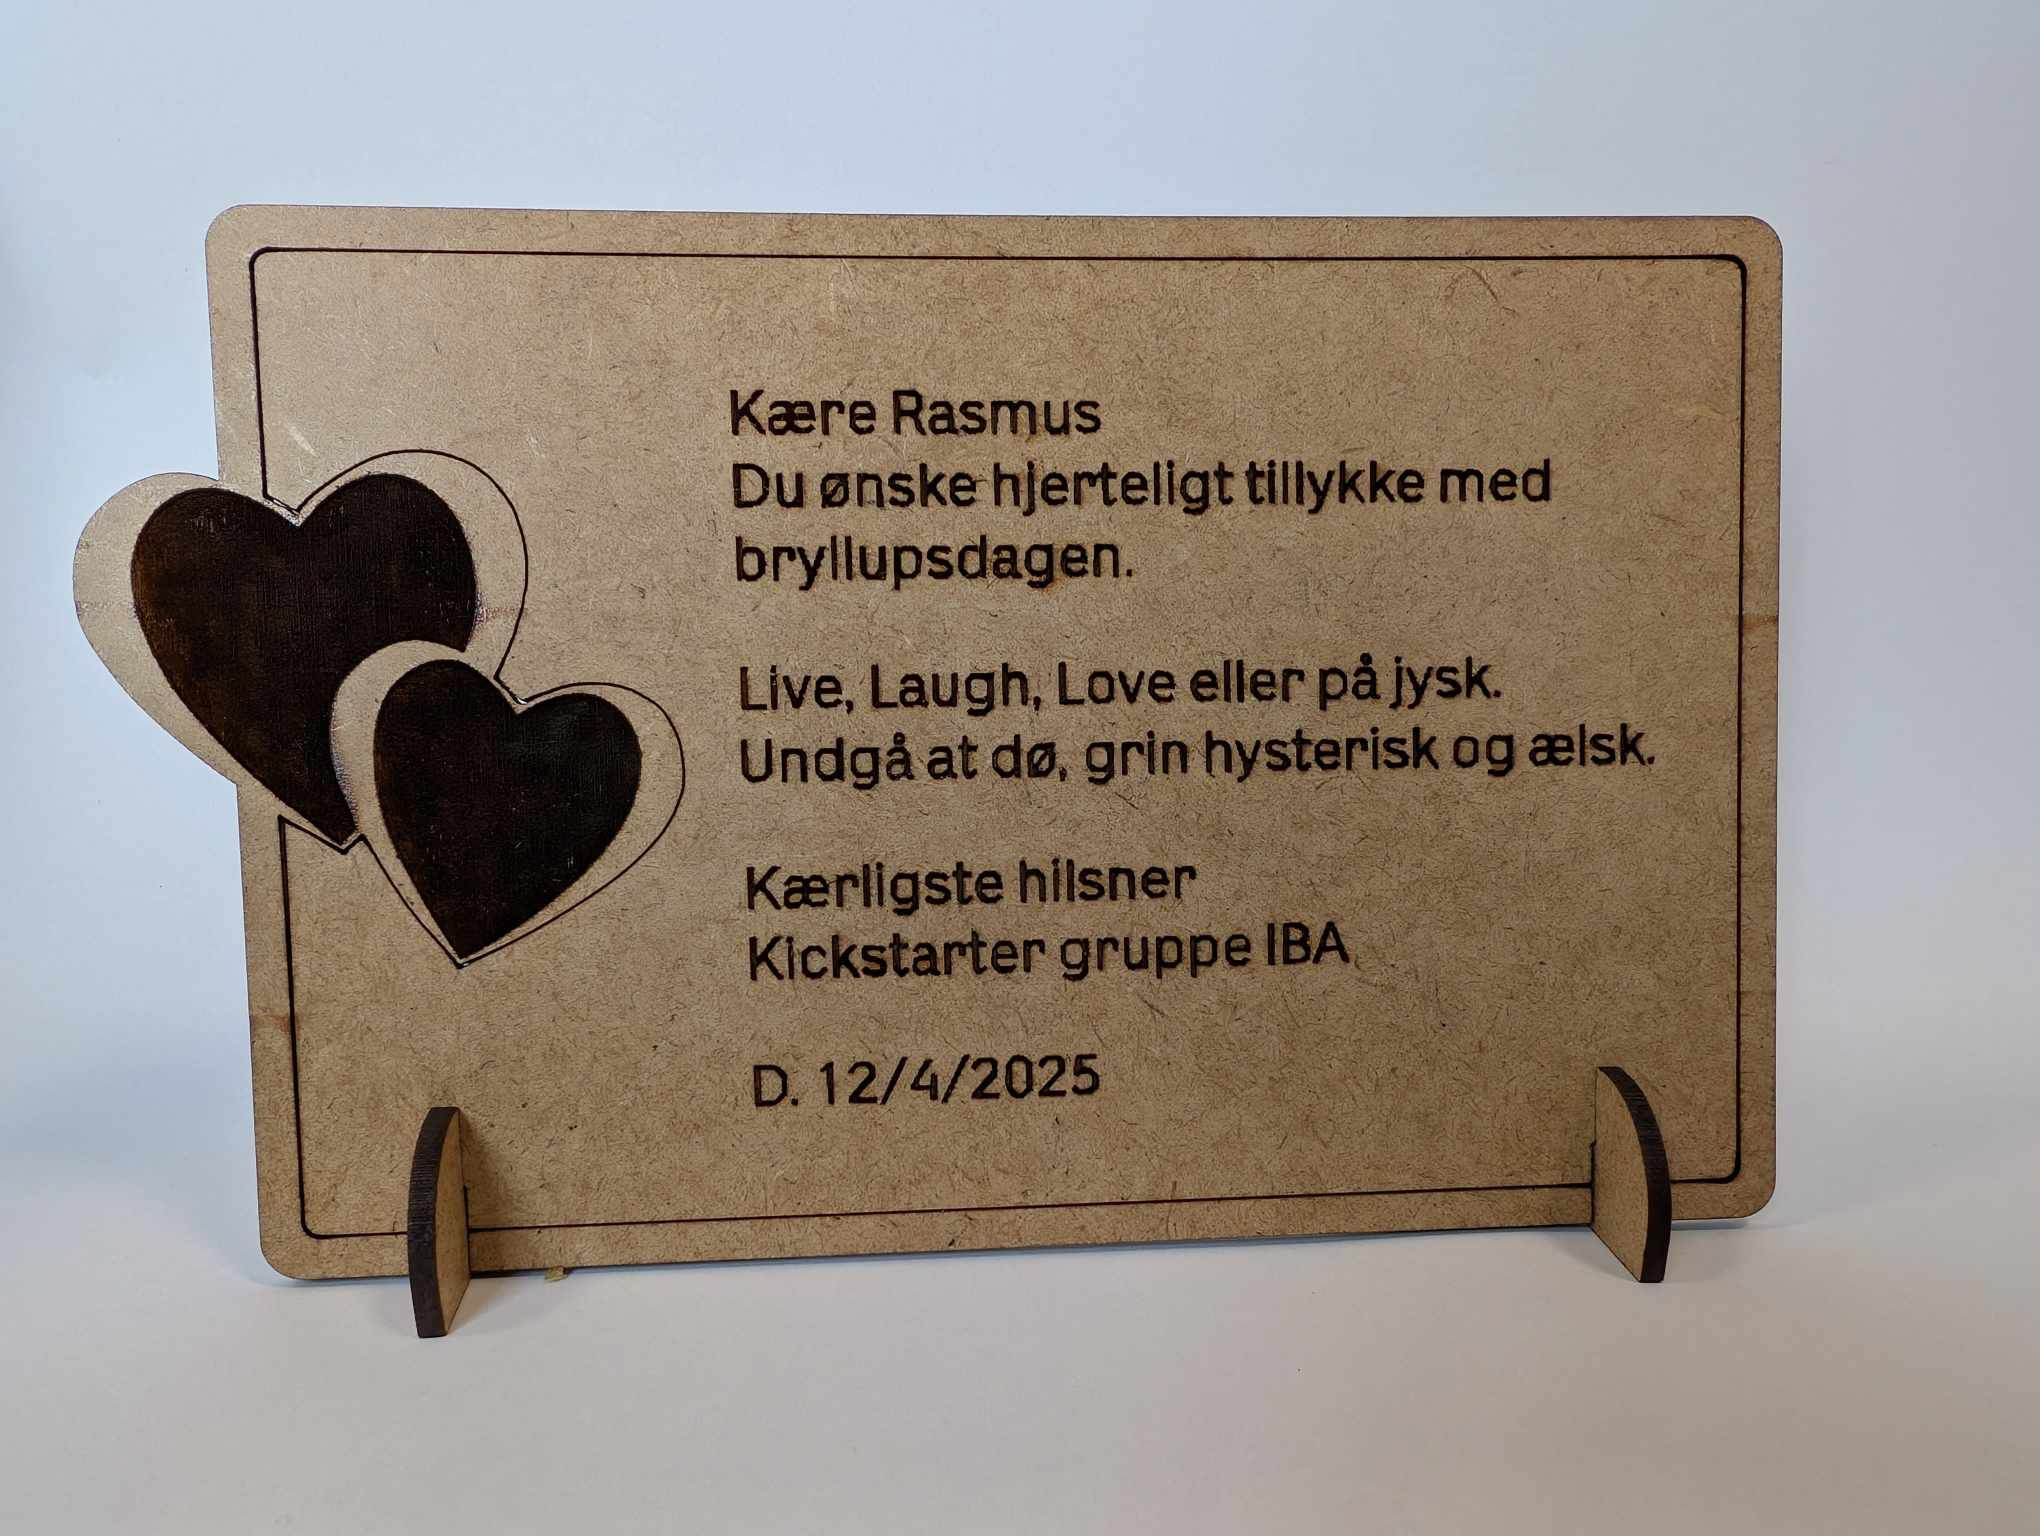 Kære Rasmus
Du ønske hjerteligt tillykke med
bryllupsdagen.
Live, Laugh, Love eller på jysk.
Undgå at dø, grin hysterisk og ælsk.
Kærligste hilsner
Kickstarter gruppe IBA
D. 12/4/2025